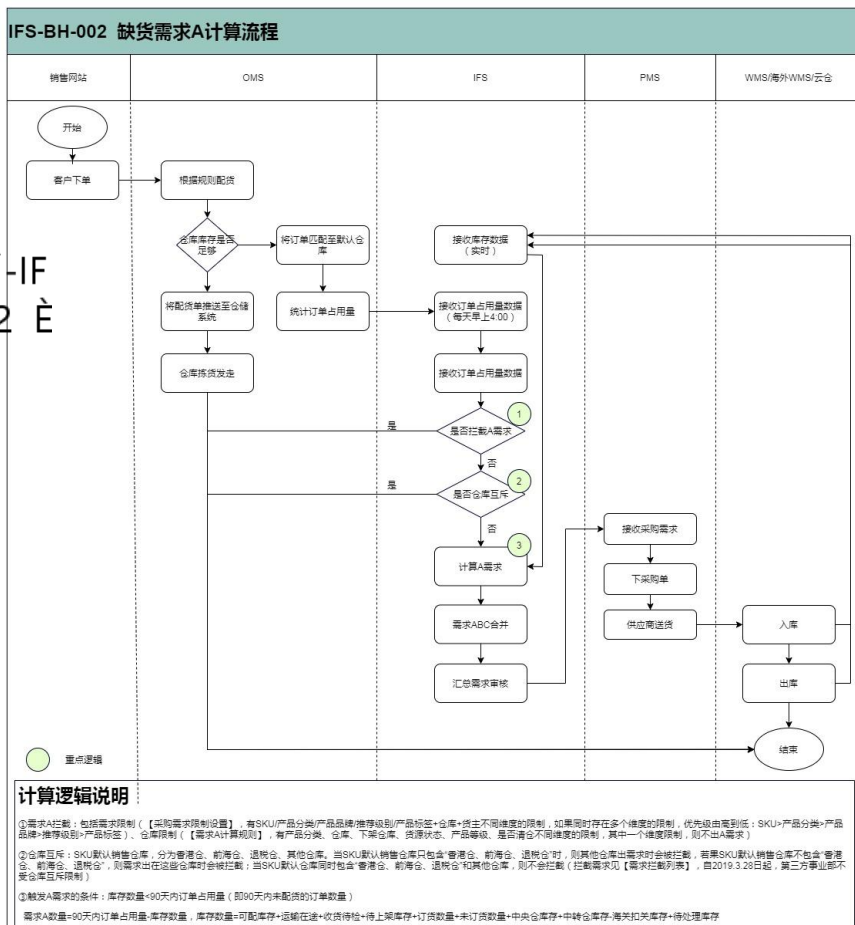 IFS-BH-002 缺货需求A计算流程
销售网站
OMS
IFS
PMS
WMS/海外WMS/云仓
开始
客户下单
根据规则配货
仓库库存是否
足够
将订单匹配至默认仓
库
接收库存数据
（实时）
-IF
2 È
将配货单推送至仓储
系统
统计订单占用量
接收订单占用量数据
（每天早上4:00）
仓库拣货发走
接收订单占用量数据
1
是
是否拦截A需求
否
2
是
是否仓库互斥
否
3
接收采购需求
计算A需求
下采购单
需求ABC合并
供应商送货
入库
汇总需求审核
出库
结束
重点逻辑
计算逻辑说明
①需求A拦截：包括需求限制（【采购需求限制设置】，有SKU/产品分类/产品品牌/推荐级别/产品标签+仓库+货主不同维度的限制，如果同时存在多个维度的限制，优先级由高到低：SKU>产品分类>产品
品牌>推荐级别>产品标签）、仓库限制（【需求A计算规则】，有产品分类、仓库、下架仓库、货源状态、产品等级、是否清仓不同维度的限制，其中一个维度限制，则不出A需求）
②仓库互斥：SKU默认销售仓库，分为香港仓、前海仓、退税仓、其他仓库。当SKU默认销售仓库只包含“香港仓、前海仓、退税仓”时，则其他仓库出需求时会被拦截，若果SKU默认销售仓库不包含“香港
仓、前海仓、退税仓”，则需求出在这些仓库时会被拦截；当SKU默认仓库同时包含“香港仓、前海仓、退税仓”和其他仓库，则不会拦截（拦截需求见【需求拦截列表】，自2019.3.28日起，第三方事业部不
受仓库互斥限制）
③触发A需求的条件：库存数量<90天内订单占用量（即90天内未配货的订单数量）
需求A数量=90天内订单占用量-库存数量，库存数量=可配库存+运输在途+收货待检+待上架库存+订货数量+未订货数量+中央仓库存+中转仓库存-海关扣关库存+待处理库存